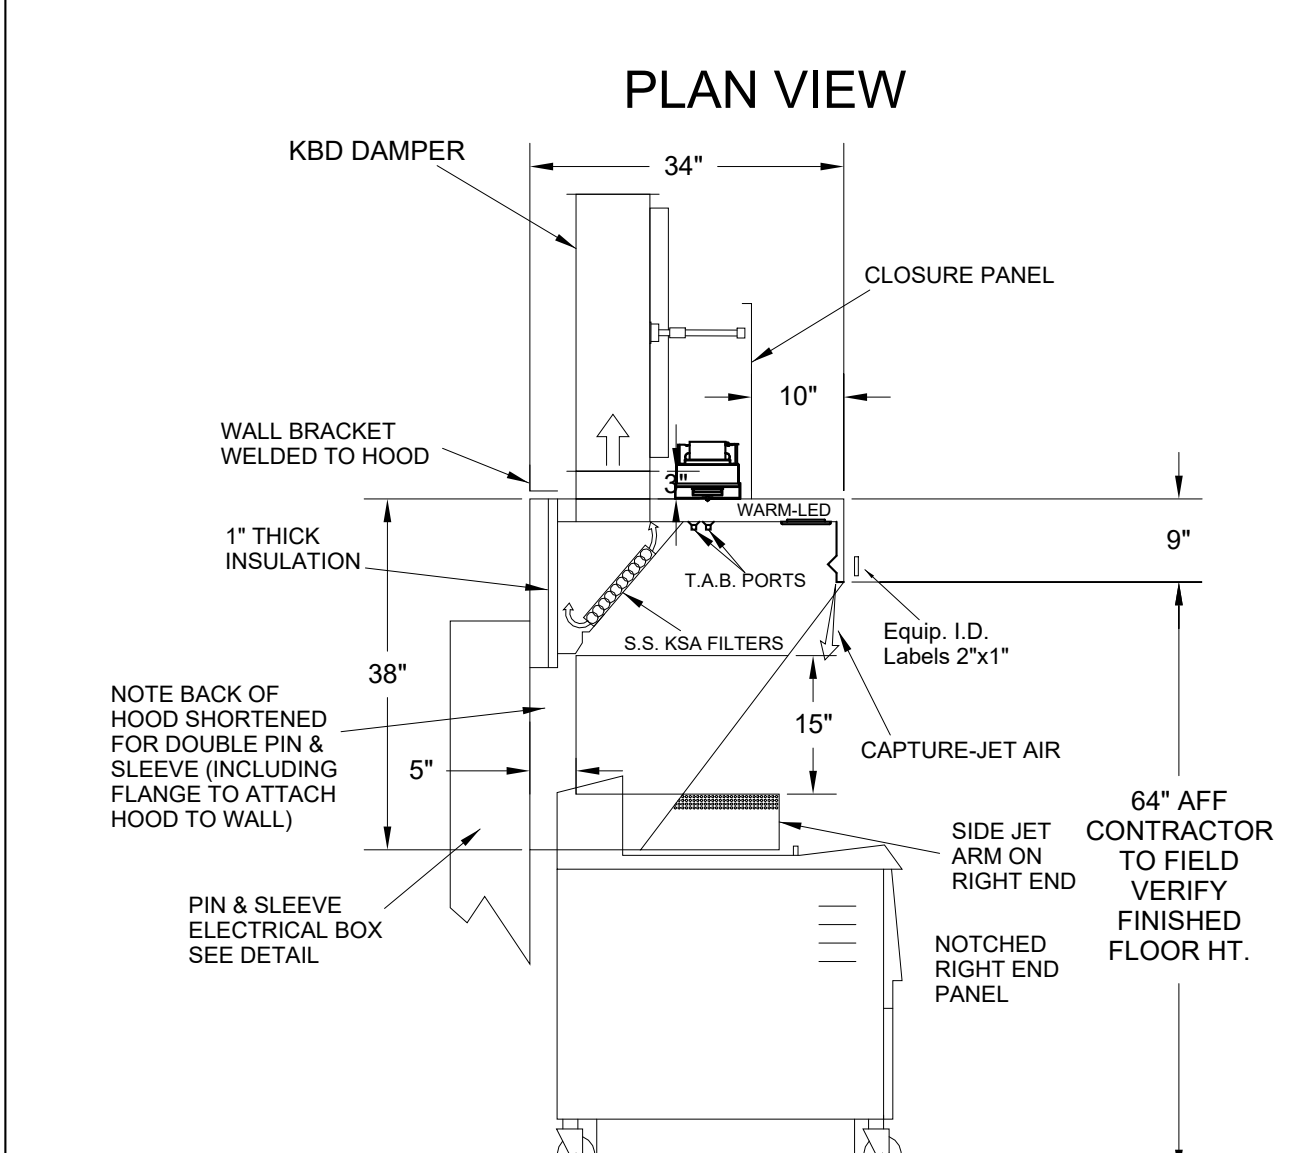 PLAN VIEW
KBD DAMPER
34"
CLOSURE PANEL
10"
WALL BRACKET
WELDED TO HOOD
3"
WARM-LED
9"
1" THICK
INSULATION
T.A.B. PORTS
Equip. I.D.
Labels 2"x1"
S.S. KSA FILTERS
38"
NOTE BACK OF
HOOD SHORTENED
FOR DOUBLE PIN &
SLEEVE (INCLUDING
FLANGE TO ATTACH
HOOD TO WALL)
15"
CAPTURE-JET AIR
5"
64" AFF
CONTRACTOR
TO FIELD
VERIFY
FINISHED
FLOOR HT.
SIDE JET
ARM ON
RIGHT END
PIN & SLEEVE
ELECTRICAL BOX
SEE DETAIL
NOTCHED
RIGHT END
PANEL